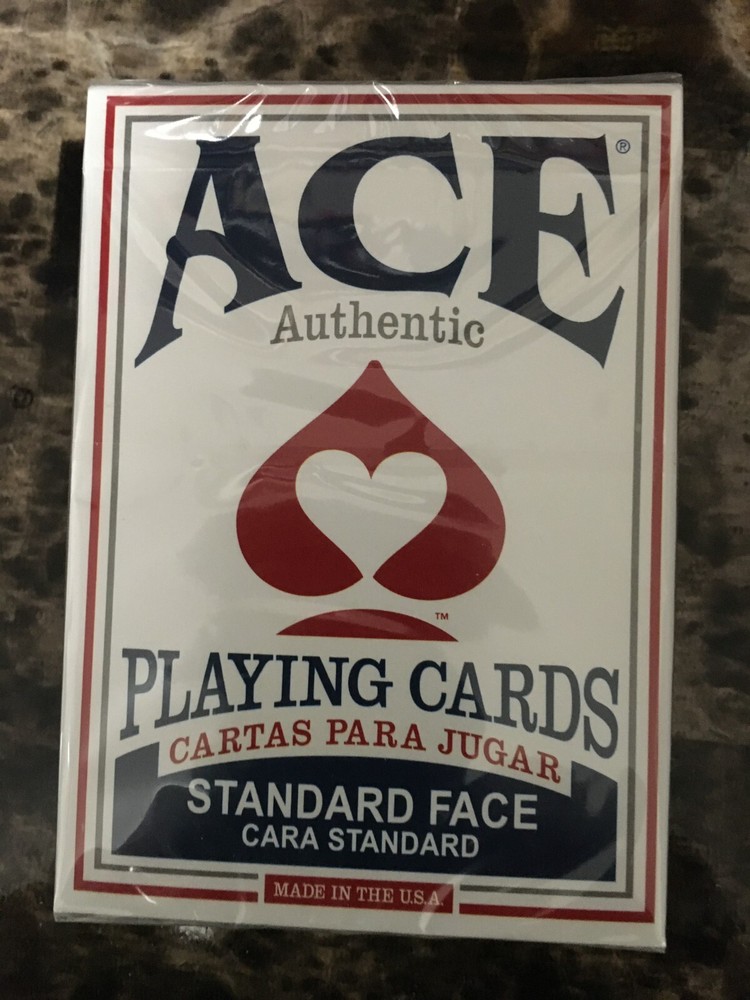 ACE®
Authentic
™
PLAYING CARDS
CARTAS PARA JUGAR
STANDARD FACE
CARA STANDARD
MADE IN THE U.S.A.